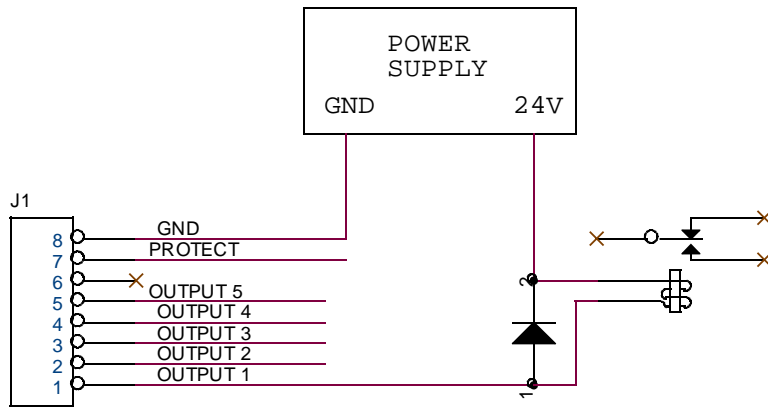 POWER
SUPPLY
GND 24V
J1
8 GND
7 PROTECT
6
5 OUTPUT 5
4 OUTPUT 4
3 OUTPUT 3
2 OUTPUT 2
1 OUTPUT 1
2
1